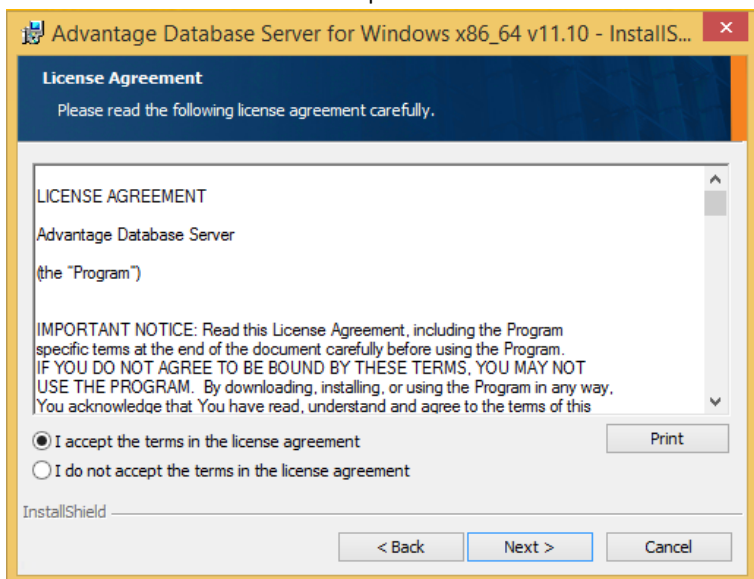 Advantage Database Server for Windows x86_64 v11.10 - InstallS...
License Agreement
Please read the following license agreement carefully.
LICENSE AGREEMENT
Advantage Database Server
(the "Program")
IMPORTANT NOTICE: Read this License Agreement, including the Program
specific terms at the end of the document carefully before using the Program.
IF YOU DO NOT AGREE TO BE BOUND BY THESE TERMS, YOU MAY NOT
USE THE PROGRAM. By downloading, installing, or using the Program in any way,
You acknowledge that You have read, understand and agree to the terms of this
I accept the terms in the license agreement
Print
I do not accept the terms in the license agreement
InstallShield
< Back Next > Cancel